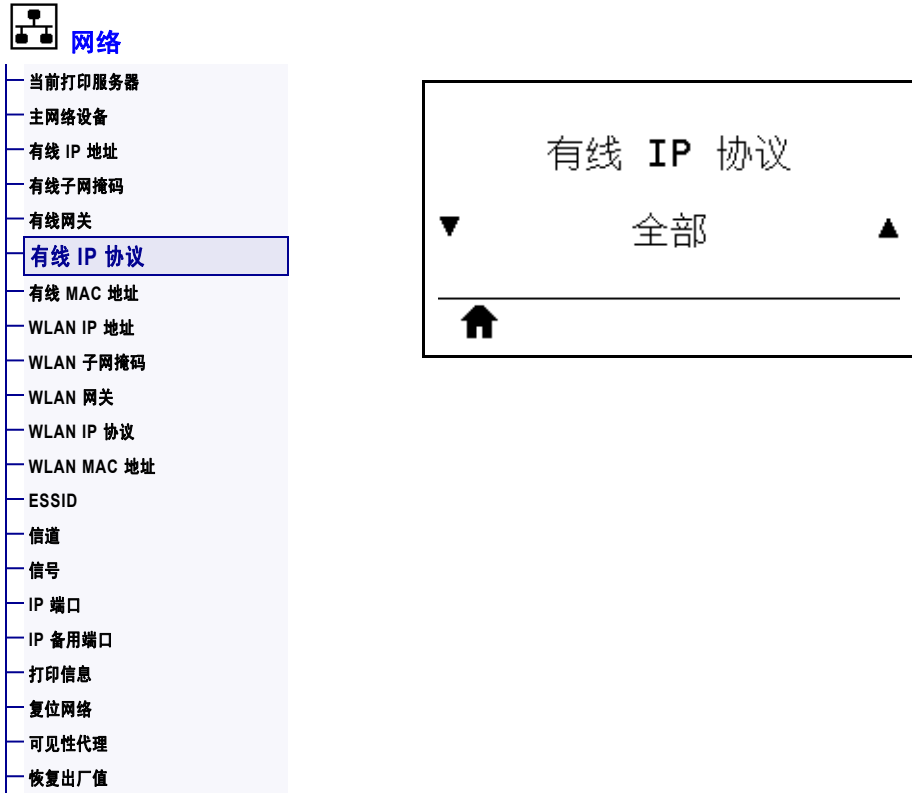 网络
当前打印服务器
主网络设备
有线 IP 地址
有线子网掩码
有线网关
有线 IP 协议
有线 MAC 地址
WLAN IP 地址
WLAN 子网掩码
WLAN 网关
WLAN IP 协议
WLAN MAC 地址
ESSID
信道
信号
IP 端口
IP 备用端口
打印信息
复位网络
可见性代理
恢复出厂值
有线 IP 协议
全部